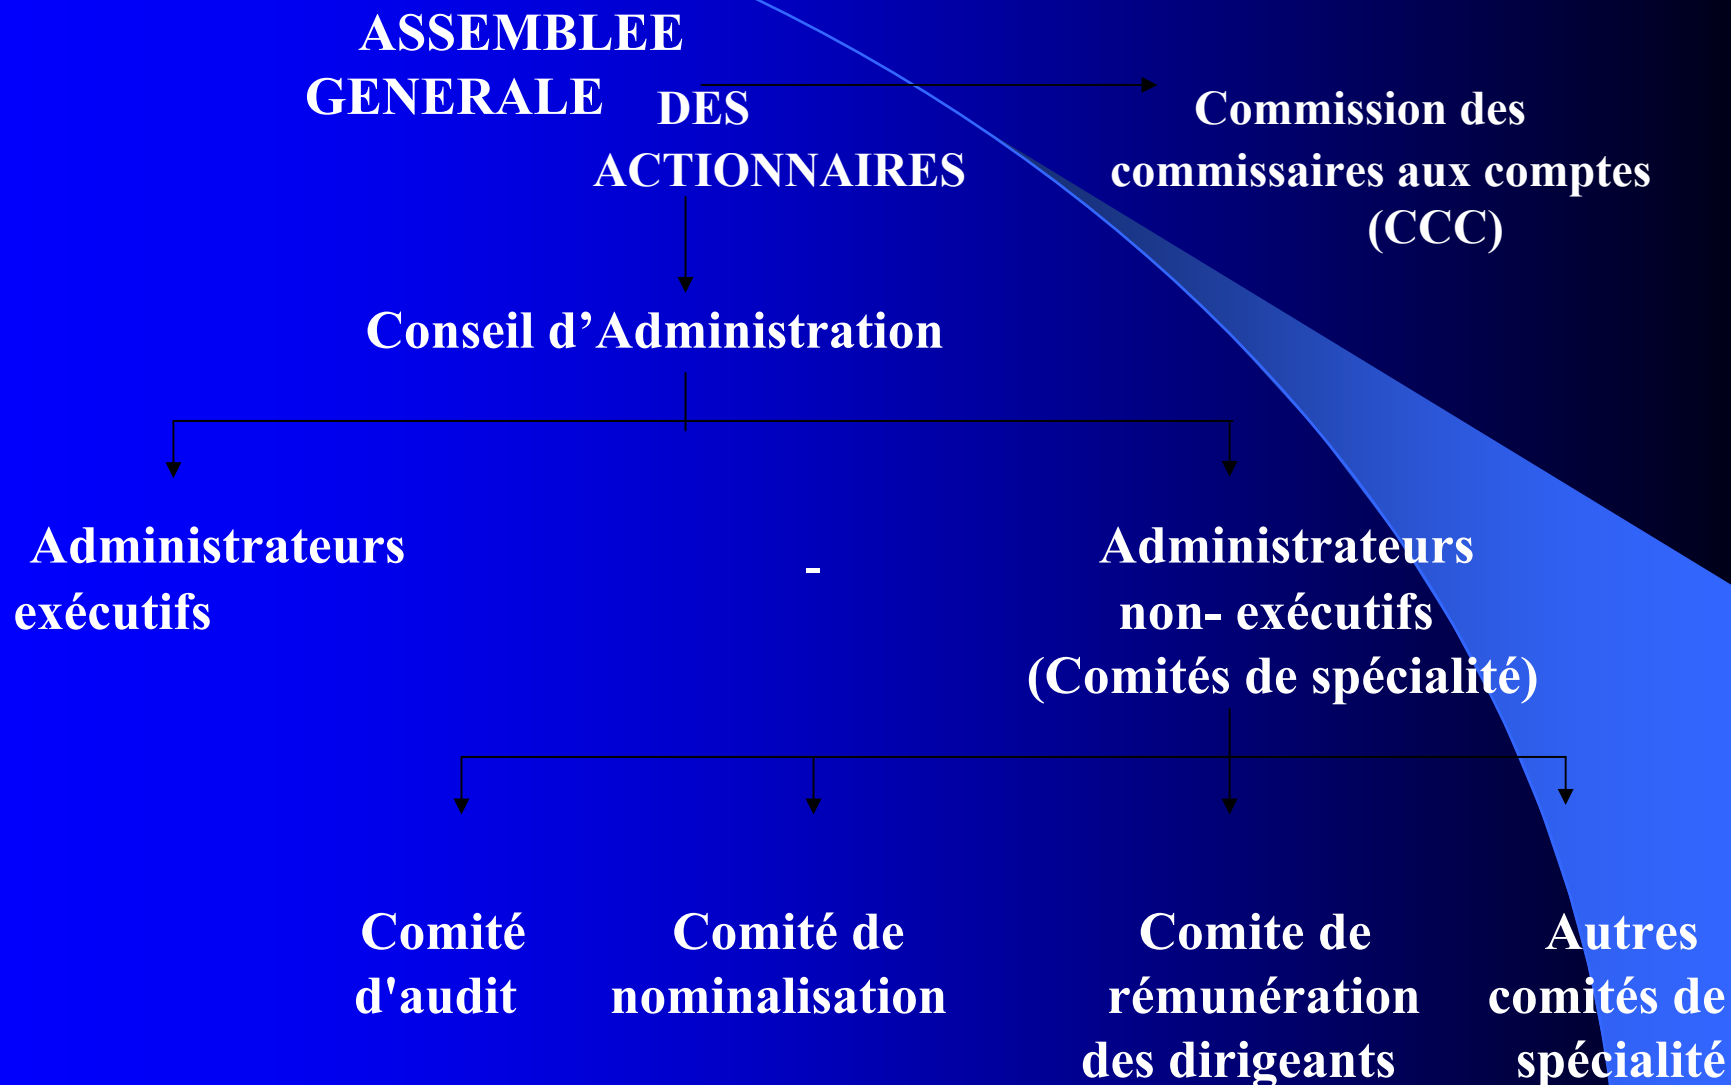 ASSEMBLEE
GENERALE
DES
ACTIONNAIRES
Commission des
commissaires aux comptes
(CCC)
Conseil d’Administration
Administrateurs
exécutifs
-
Administrateurs
non- exécutifs
(Comités de spécialité)
Comité
d'audit
Comité de
nominalisation
Comite de
rémunération
des dirigeants
Autres
comités de
spécialité